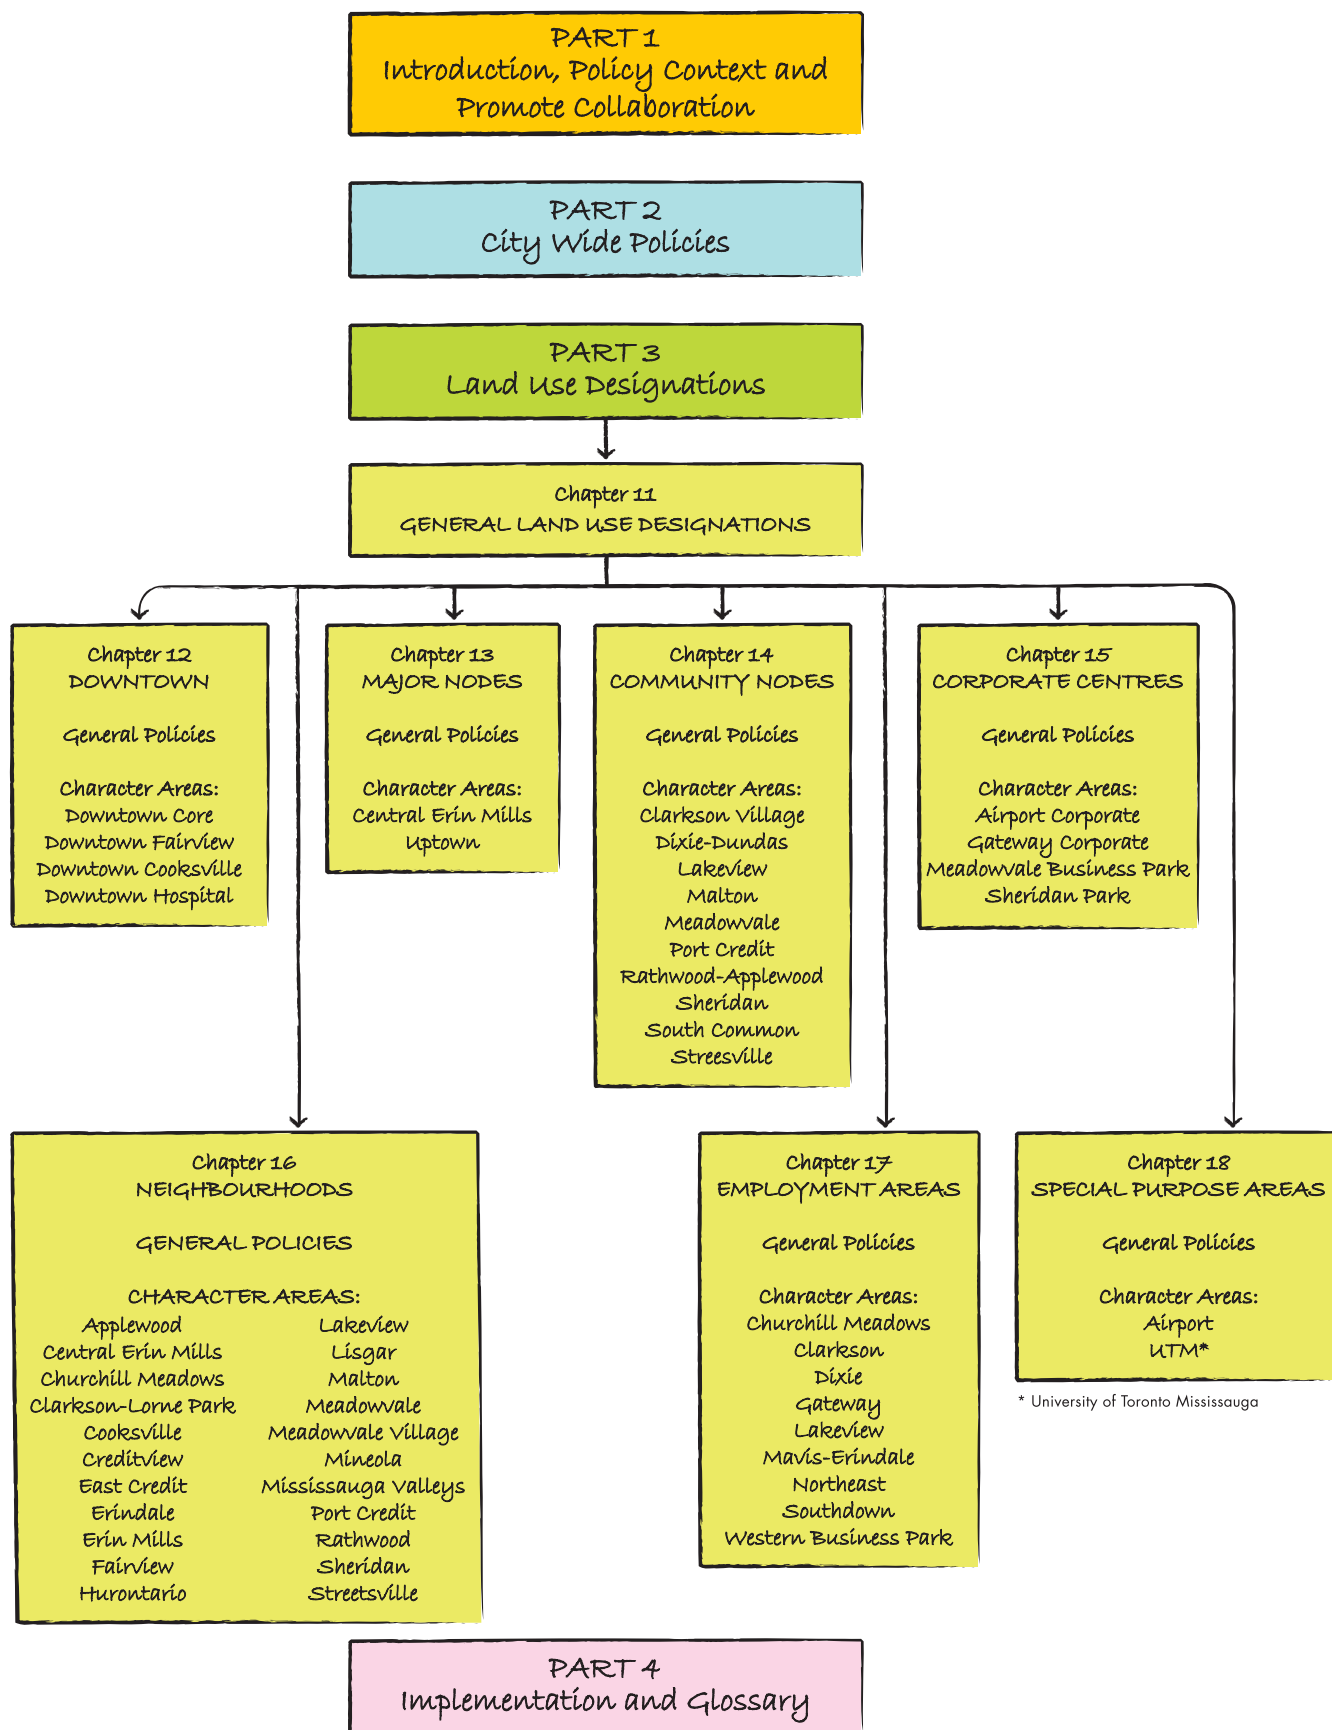 PART 1
Introduction, Policy Context and
Promote Collaboration
PART 2
City Wide Policies
PART 3
Land Use Designations
Chapter 11
GENERAL LAND USE DESIGNATIONS
Chapter 12
DOWNTOWN
General Policies
Character Areas:
Downtown Core
Downtown Fairview
Downtown Cooksville
Downtown Hospital
Chapter 13
MAJOR NODES
General Policies
Character Areas:
Central Erin Mills
Uptown
Chapter 14
COMMUNITY NODES
General Policies
Character Areas:
Clarkson Village
Dixie-Dundas
Lakeview
Malton
Meadowvale
Port Credit
Rathwood-Applewood
Sheridan
South Common
Streesville
Chapter 15
CORPORATE CENTRES
General Policies
Character Areas:
Airport Corporate
Gateway Corporate
Meadowvale Business Park
Sheridan Park
Chapter 16
NEIGHBOURHOODS
GENERAL POLICIES
CHARACTER AREAS:
Applewood
Central Erin Mills
Churchill Meadows
Clarkson-Lorne Park
Cooksville
Creditview
East Credit
Erindale
Erin Mills
Fairview
Hurontario
Lakeview
Lisgar
Malton
Meadowvale
Meadowvale Village
Mineola
Mississauga Valleys
Port Credit
Rathwood
Sheridan
Streetsville
Chapter 17
EMPLOYMENT AREAS
General Policies
Character Areas:
Churchill Meadows
Clarkson
Dixie
Gateway
Lakeview
Mavis-Erindale
Northeast
Southdown
Western Business Park
Chapter 18
SPECIAL PURPOSE AREAS
General Policies
Character Areas:
Airport
UTM*
* University of Toronto Mississauga
PART 4
Implementation and Glossary